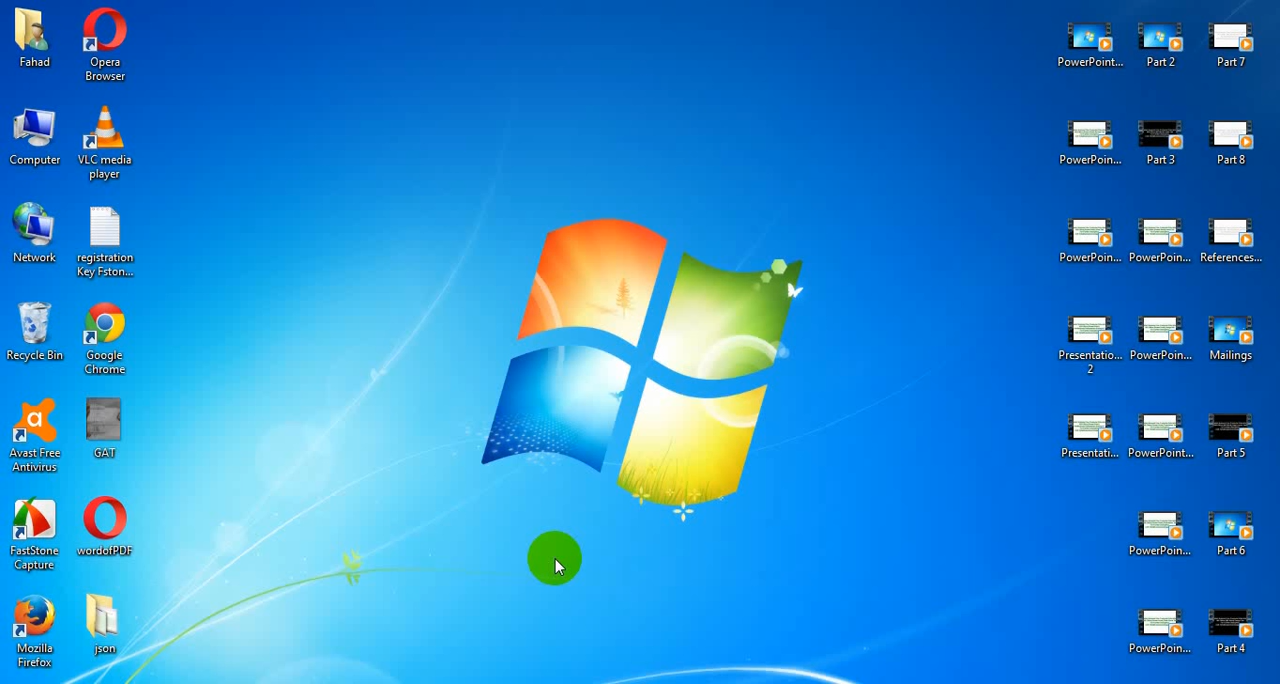 Fahad
Opera
Browser
PowerPoint...
Part 2
Part 7
Computer
VLC media
player
PowerPoin...
Part 3
Part 8
Network
registration
Key Fston...
PowerPoin...
PowerPoin...
References...
Recycle Bin
Google
Chrome
Presentatio...
2
PowerPoin...
Mailings
Avast Free
Antivirus
GAT
Presentati...
PowerPoint...
Part 5
FastStone
Capture
wordofPDF
PowerPoin...
Part 6
Mozilla
Firefox
json
PowerPoin...
Part 4